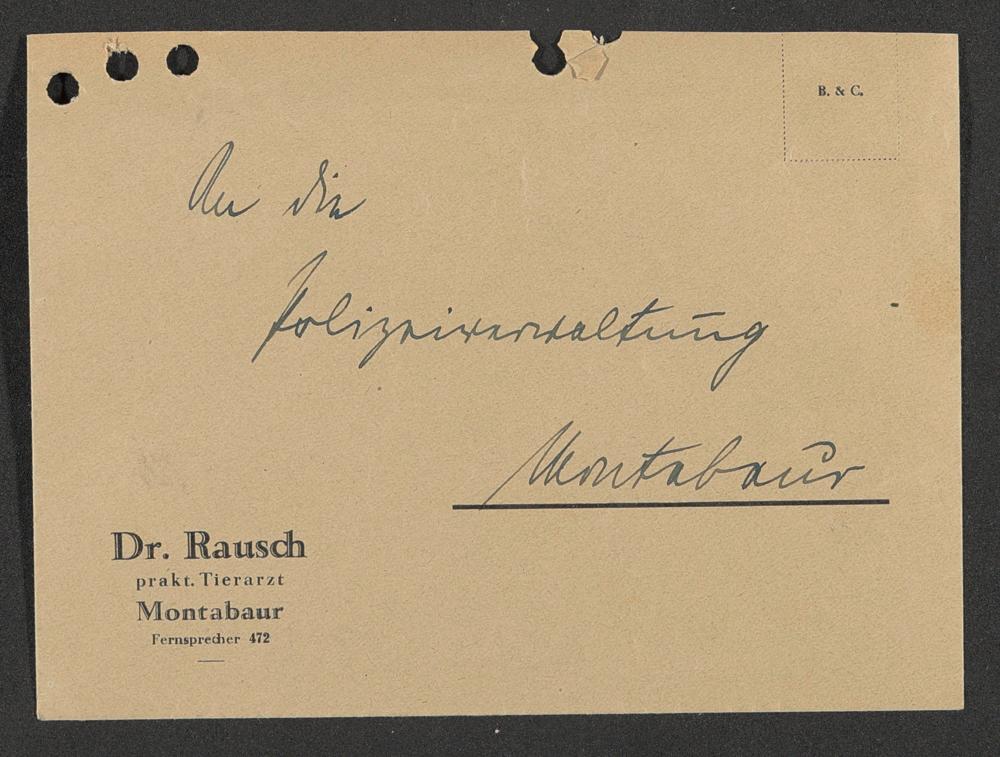 B. & C.
An die
Polizeiverwaltung
Montabaur
Dr. Rausch
prakt. Tierarzt
Montabaur
Fernsprecher 472